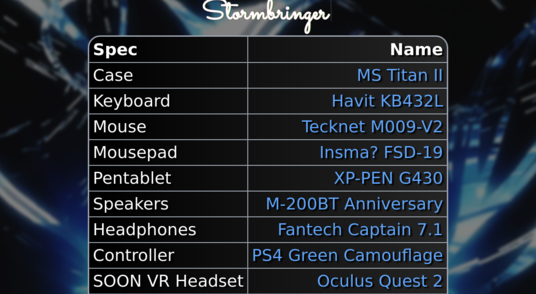 Stormbringer
Spec Name
Case MS Titan II
Keyboard Havit KB432L
Mouse Tecknet M009-V2
Mousepad Insma? FSD-19
Pentablet XP-PEN G430
Speakers M-200BT Anniversary
Headphones Fantech Captain 7.1
Controller PS4 Green Camouflage
SOON VR Headset Oculus Quest 2